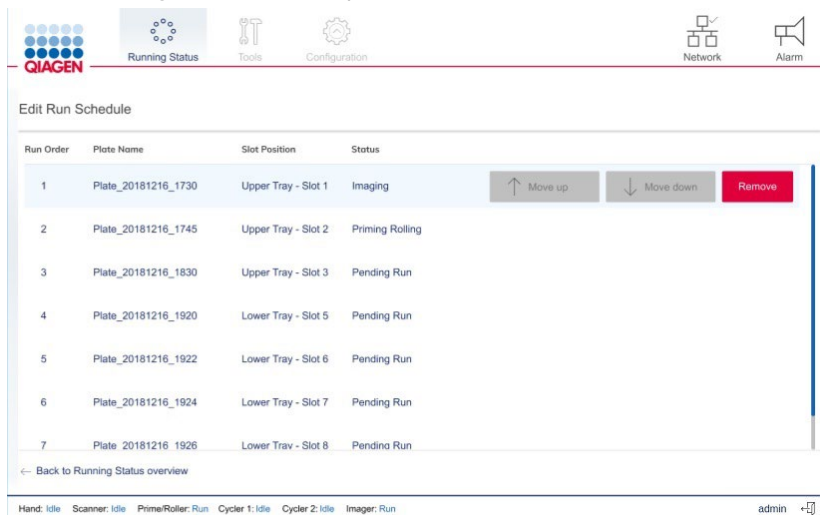 QIAGEN
Running Status
Tools
Configuration
Network
Alarm
Edit Run Schedule
Run Order Plate Name Slot Position Status
1 Plate_20181216_1730 Upper Tray - Slot 1 Imaging Move up Move down Remove
2 Plate_20181216_1745 Upper Tray - Slot 2 Priming Rolling
3 Plate_20181216_1830 Upper Tray - Slot 3 Pending Run
4 Plate_20181216_1920 Lower Tray - Slot 5 Pending Run
5 Plate_20181216_1922 Lower Tray - Slot 6 Pending Run
6 Plate_20181216_1924 Lower Tray - Slot 7 Pending Run
7 Plate_20181216_1926 Lower Tray - Slot 8 Pending Run
← Back to Running Status overview
Hand: Idle Scanner: Idle Prime/Roller: Run Cycler 1: Idle Cycler 2: Idle Imager: Run admin